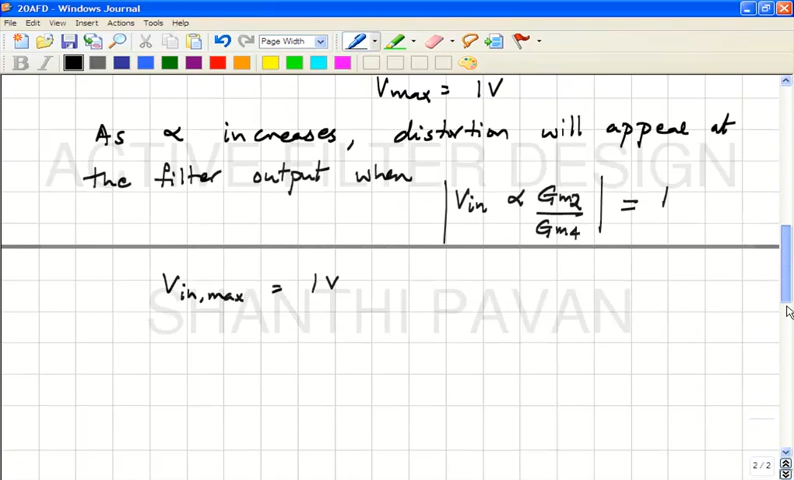 20AFD - Windows Journal
File Edit View Insert Actions Tools Help
Page Width
B I
Vmax = 1V
As α increases, distortion will appeal at
the filter output when
|Vin α Gm2/Gm4| = 1
Vin,max = 1V
ACTIVE FILTER DESIGN
SHANTHI PAVAN
2 / 2